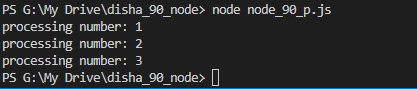 PS G:\My Drive\disha_90_node> node node_90_p.js
processing number: 1
processing number: 2
processing number: 3
PS G:\My Drive\disha_90_node>